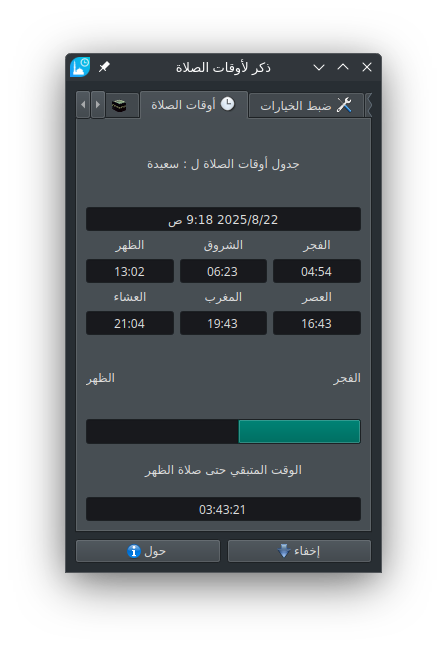 ذكر لأوقات الصلاة
ضبط الخيارات
أوقات الصلاة
جدول أوقات الصلاة ل : سعيدة
2025/8/22 9:18 ص
الفجر الشروق الظهر
04:54 06:23 13:02
العصر المغرب العشاء
16:43 19:43 21:04
الفجر الظهر
الوقت المتبقي حتى صلاة الظهر
03:43:21
إخفاء حول